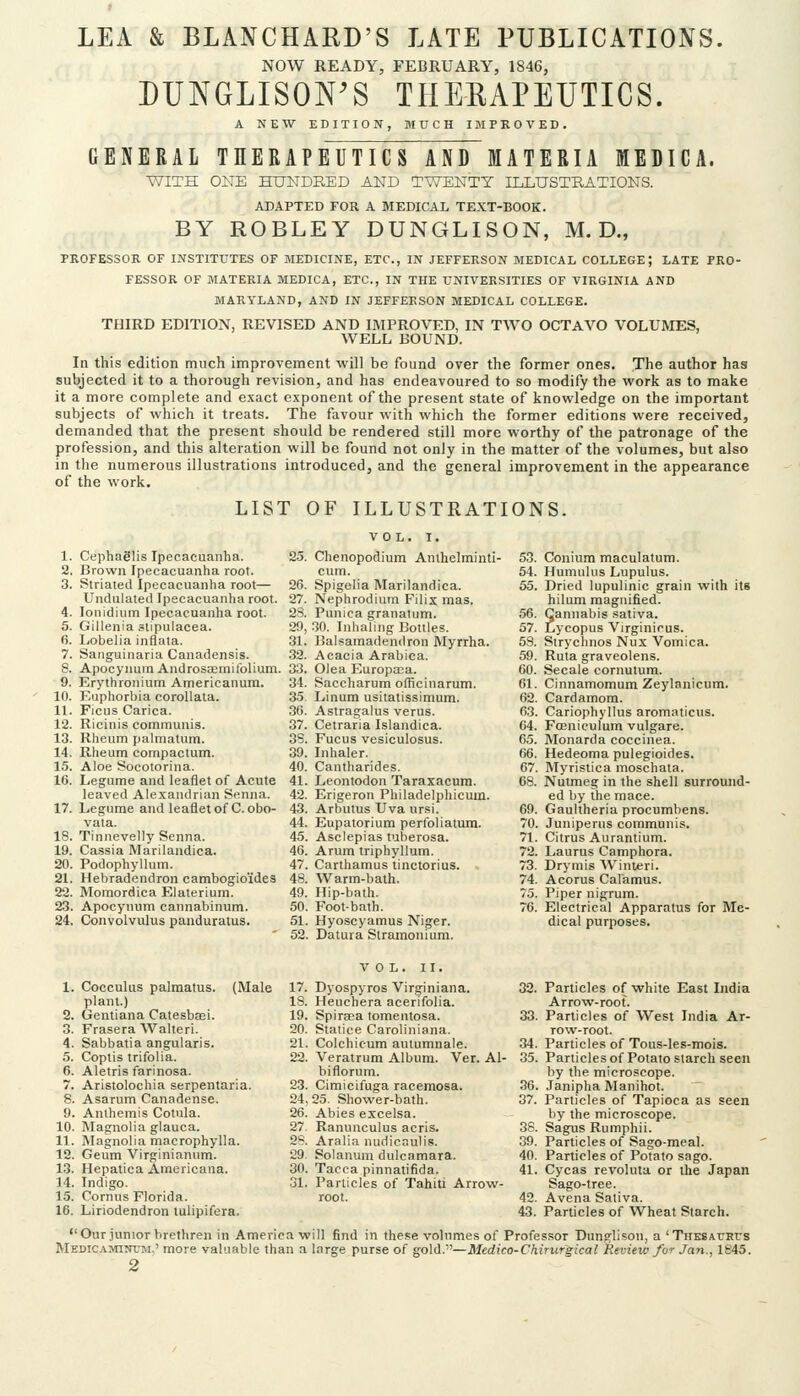 LEA & BLANCHARD'S LATE PUBLICATIONS.
NOW READY, FEBRUARY, 1846,
DUNGLISON'S THERAPEUTICS.
A NEW EDITION, MUCH IMPROVED.
GENERAL THERAPEUTICS AND MATERIA MEDICA.
WITH ONE HUNDRED AND TWENTY ILLUSTRATIONS.
ADAPTED FOR A MEDICAL TEXT-BOOK.
BY ROBLEY DUNGLISON, M. D.,
PROFESSOR OF INSTITUTES OF MEDICINE, ETC., IN JEFFERSON MEDICAL COLLEGE; LATE PRO-
FESSOR OF MATERIA MEDICA, ETC., IN THE UNIVERSITIES OF VIRGINIA AND
MARYLAND, AND IN JEFFERSON MEDICAL COLLEGE.
THIRD EDITION, REVISED AND IMPROVED, IN TWO OCTAVO VOLUMES,
WELL BOUND.
In this edition much improvement will be found over the former ones. The author has
subjected it to a thorough revision, and has endeavoured to so modify the work as to make
it a more complete and exact exponent of the present state of knowledge on the important
subjects of which it treats. The favour with which the former editions were received,
demanded that the present should be rendered still more worthy of the patronage of the
profession, and this alteration will be found not only in the matter of the volumes, but also
in the numerous illustrations introduced, and the general improvement in the appearance
of the work.
LIST OF ILLUSTRATIONS.
VOL. I.
1. Cephaëlis Ipecacuanha.
2. Brown Ipecacuanha root.
3. Striated Ipecacuanha root—
Undulated Ipecacuanha root.
4. Ionidium Ipecacuanha root.
5. Gillenia stipulacea.
6. Lobelia inflata.
7. Sanguinaria Canadensis.
8. Apocynum Androsæmifolium.
9. Erythronium Americanum.
10. Euphorbia corollata.
11. Ficus Carica.
12. Ricinis communis.
13. Rheum palmatum.
14. Rheum compactum.
15. Aloe Socotorina.
16. Legume and leaflet of Acute
leaved Alexandrian Senna.
17. Legume and leaflet of C. obo-
vata.
18. Tinnevelly Senna.
19. Cassia Marilandica.
20. Podophyllum.
21. Hebradendron cambogioïdes
22. Momordica Elaterium.
23. Apocynum cannabinum.
24. Convolvulus panduratus.
25. Chenopodium Anthelminti-
cum.
26. Spigelia Marilandica.
27. Nephrodium Filix mas.
28. Punica granatum.
29, 30. Inhaling Bottles.
31. Balsamadendron Myrrha.
32. Acacia Arabica.
33. Olea Europæa.
34. Saccharum officinarum.
35. Linum usitatissimum.
36. Astragalus verus.
37. Cetraria Islandica.
38. Fucus vesiculosus.
39. Inhaler.
40. Cantharides.
41. Leontodon Taraxacum.
42. Erigeron Philadelphicum.
43. Arbutus Uva ursi.
44. Eupatorium perfoliatum.
45. Asclepias tuberosa.
46. Arum triphyllum.
47. Carthamus tinctorius.
48. Warm-bath.
49. Hip-bath.
50. Foot-bath.
51. Hyoscyamus Niger.
52. Datura Stramonium.
53. Conium maculatum.
54. Humulus Lupulus.
55. Dried lupulinic grain with its
hilum magnified.
56. Cannabis sativa.
57. Lycopus Virginicus.
58. Strychnos Nux Vomica.
59. Ruta graveolens.
60. Secale cornutum.
61. Cinnamomum Zeylanicum.
62. Cardamom.
63. Cariophyllus aromaticus.
64. Fœniculum vulgare.
65. Monarda coccinea.
66. Hedeoma pulegioides.
67. Myristica moschata.
68. Nutmeg in the shell surround-
ed by the mace.
69. Gaultheria procumbens.
70. Juniperus communis.
71. Citrus Aurantium.
72. Laurus Camphora.
73. Drymis Winteri.
74. Acorus Calamus.
75. Piper nigrum.
76. Electrical Apparatus for Me-
dical purposes.
VOL. II.
1. Cocculus palmatus. (Male
plant.)
2. Gentiana Catesbæi.
3. Frasera Walteri.
4. Sabbatia angularis.
5. Coptis trifolia.
6. Aletris farinosa.
7. Aristolochia serpentaria.
8. Asarum Canadense.
9. Anthemis Cotula.
10. Magnolia glauca.
11. Magnolia macrophylla.
12. Geum Virginianum.
13. Hepatica Americana.
14. Indigo.
15. Cornus Florida.
16. Liriodendron tulipifera.
17. Dyospyros Virginiana.
18. Heuchera acerifolia.
19. Spiræa tomentosa.
20. Statice Caroliniana.
21. Colchicum autumnale.
22. Veratrum Album. Ver. Al-
biflorum.
23. Cimicifuga racemosa.
24, 25. Shower-bath.
26. Abies excelsa.
27. Ranunculus acris.
28. Aralia nudicaulis.
29. Solanum dulcamara.
30. Tacca pinnatifida.
31. Particles of Tahiti Arrow-
root.
32. Particles of white East India
Arrow-root.
33. Particles of West India Ar-
row-root.
34. Particles of Tous-les-mois.
35. Particles of Potato starch seen
by the microscope.
36. Janipha Manihot.
37. Particles of Tapioca as seen
by the microscope.
38. Sagus Rumphii.
39. Particles of Sago-meal.
40. Particles of Potato sago.
41. Cycas revoluta or the Japan
Sago-tree.
42. Avena Sativa.
43. Particles of Wheat Starch.
"Our junior brethren in America will find in these volumes of Professor Dunglison, a 'THESAURUS
MEDICAMINUM,' more valuable than a large purse of gold."—Medico-Chirurgical Review for Jan., 1845.
2